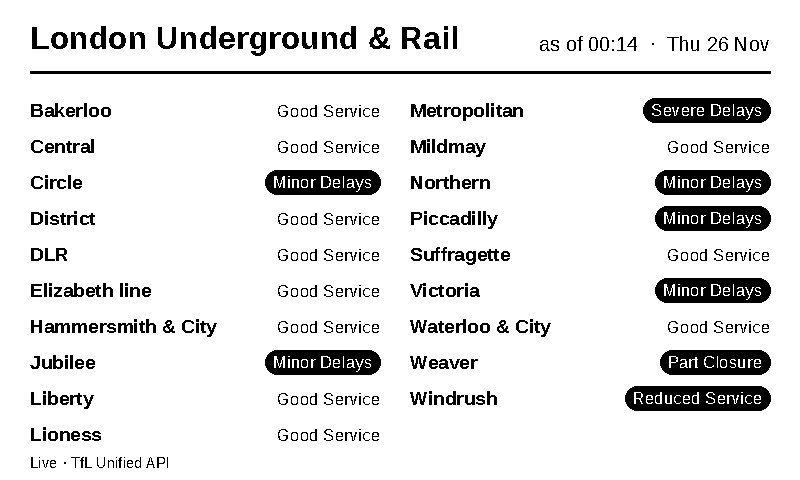 London Underground & Rail
as of 00:14 · Thu 26 Nov
Bakerloo Good Service
Central Good Service
Circle Minor Delays
District Good Service
DLR Good Service
Elizabeth line Good Service
Hammersmith & City Good Service
Jubilee Minor Delays
Liberty Good Service
Lioness Good Service
Metropolitan Severe Delays
Mildmay Good Service
Northern Minor Delays
Piccadilly Minor Delays
Suffragette Good Service
Victoria Minor Delays
Waterloo & City Good Service
Weaver Part Closure
Windrush Reduced Service
Live · TfL Unified API